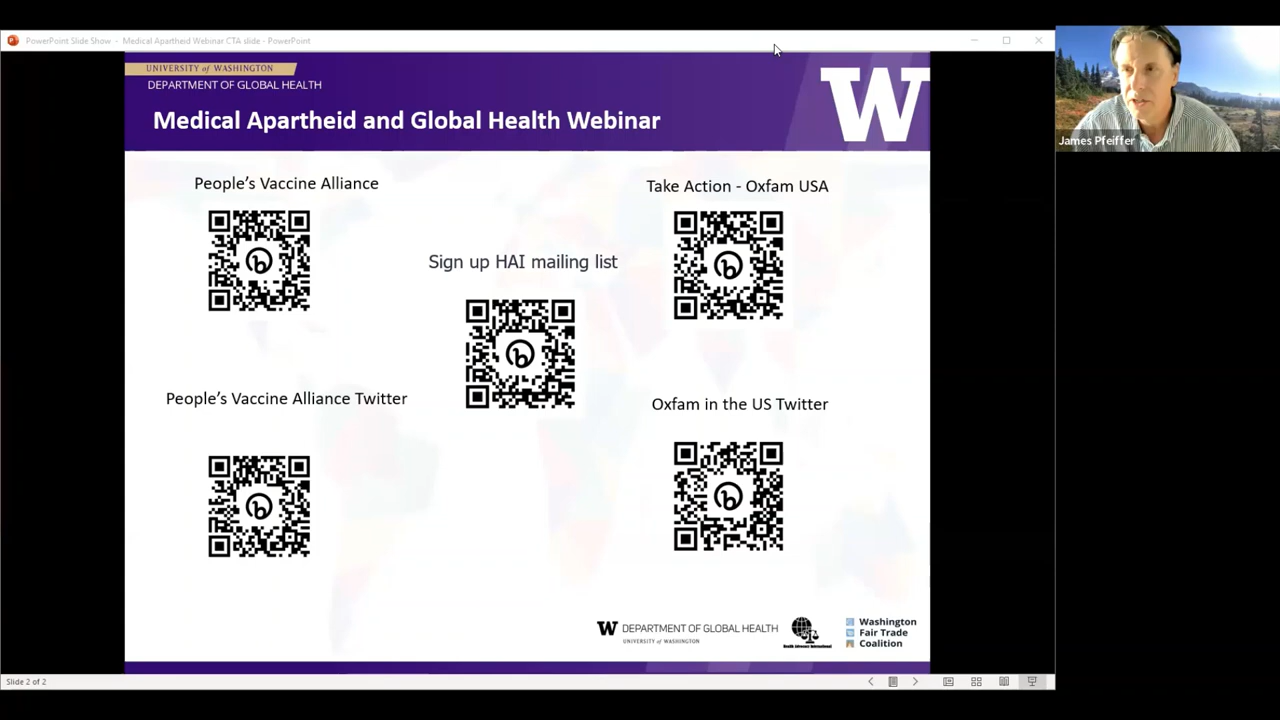 PowerPoint Slide Show - Medical Apartheid Webinar CTA slide - PowerPoint
UNIVERSITY of WASHINGTON
DEPARTMENT OF GLOBAL HEALTH
Medical Apartheid and Global Health Webinar
W
James Pfeiffer
People's Vaccine Alliance
Take Action - Oxfam USA
Sign up HAI mailing list
People's Vaccine Alliance Twitter
Oxfam in the US Twitter
W DEPARTMENT OF GLOBAL HEALTH
UNIVERSITY of WASHINGTON
Health Advocacy International
Washington
Fair Trade
Coalition
Slide 2 of 2